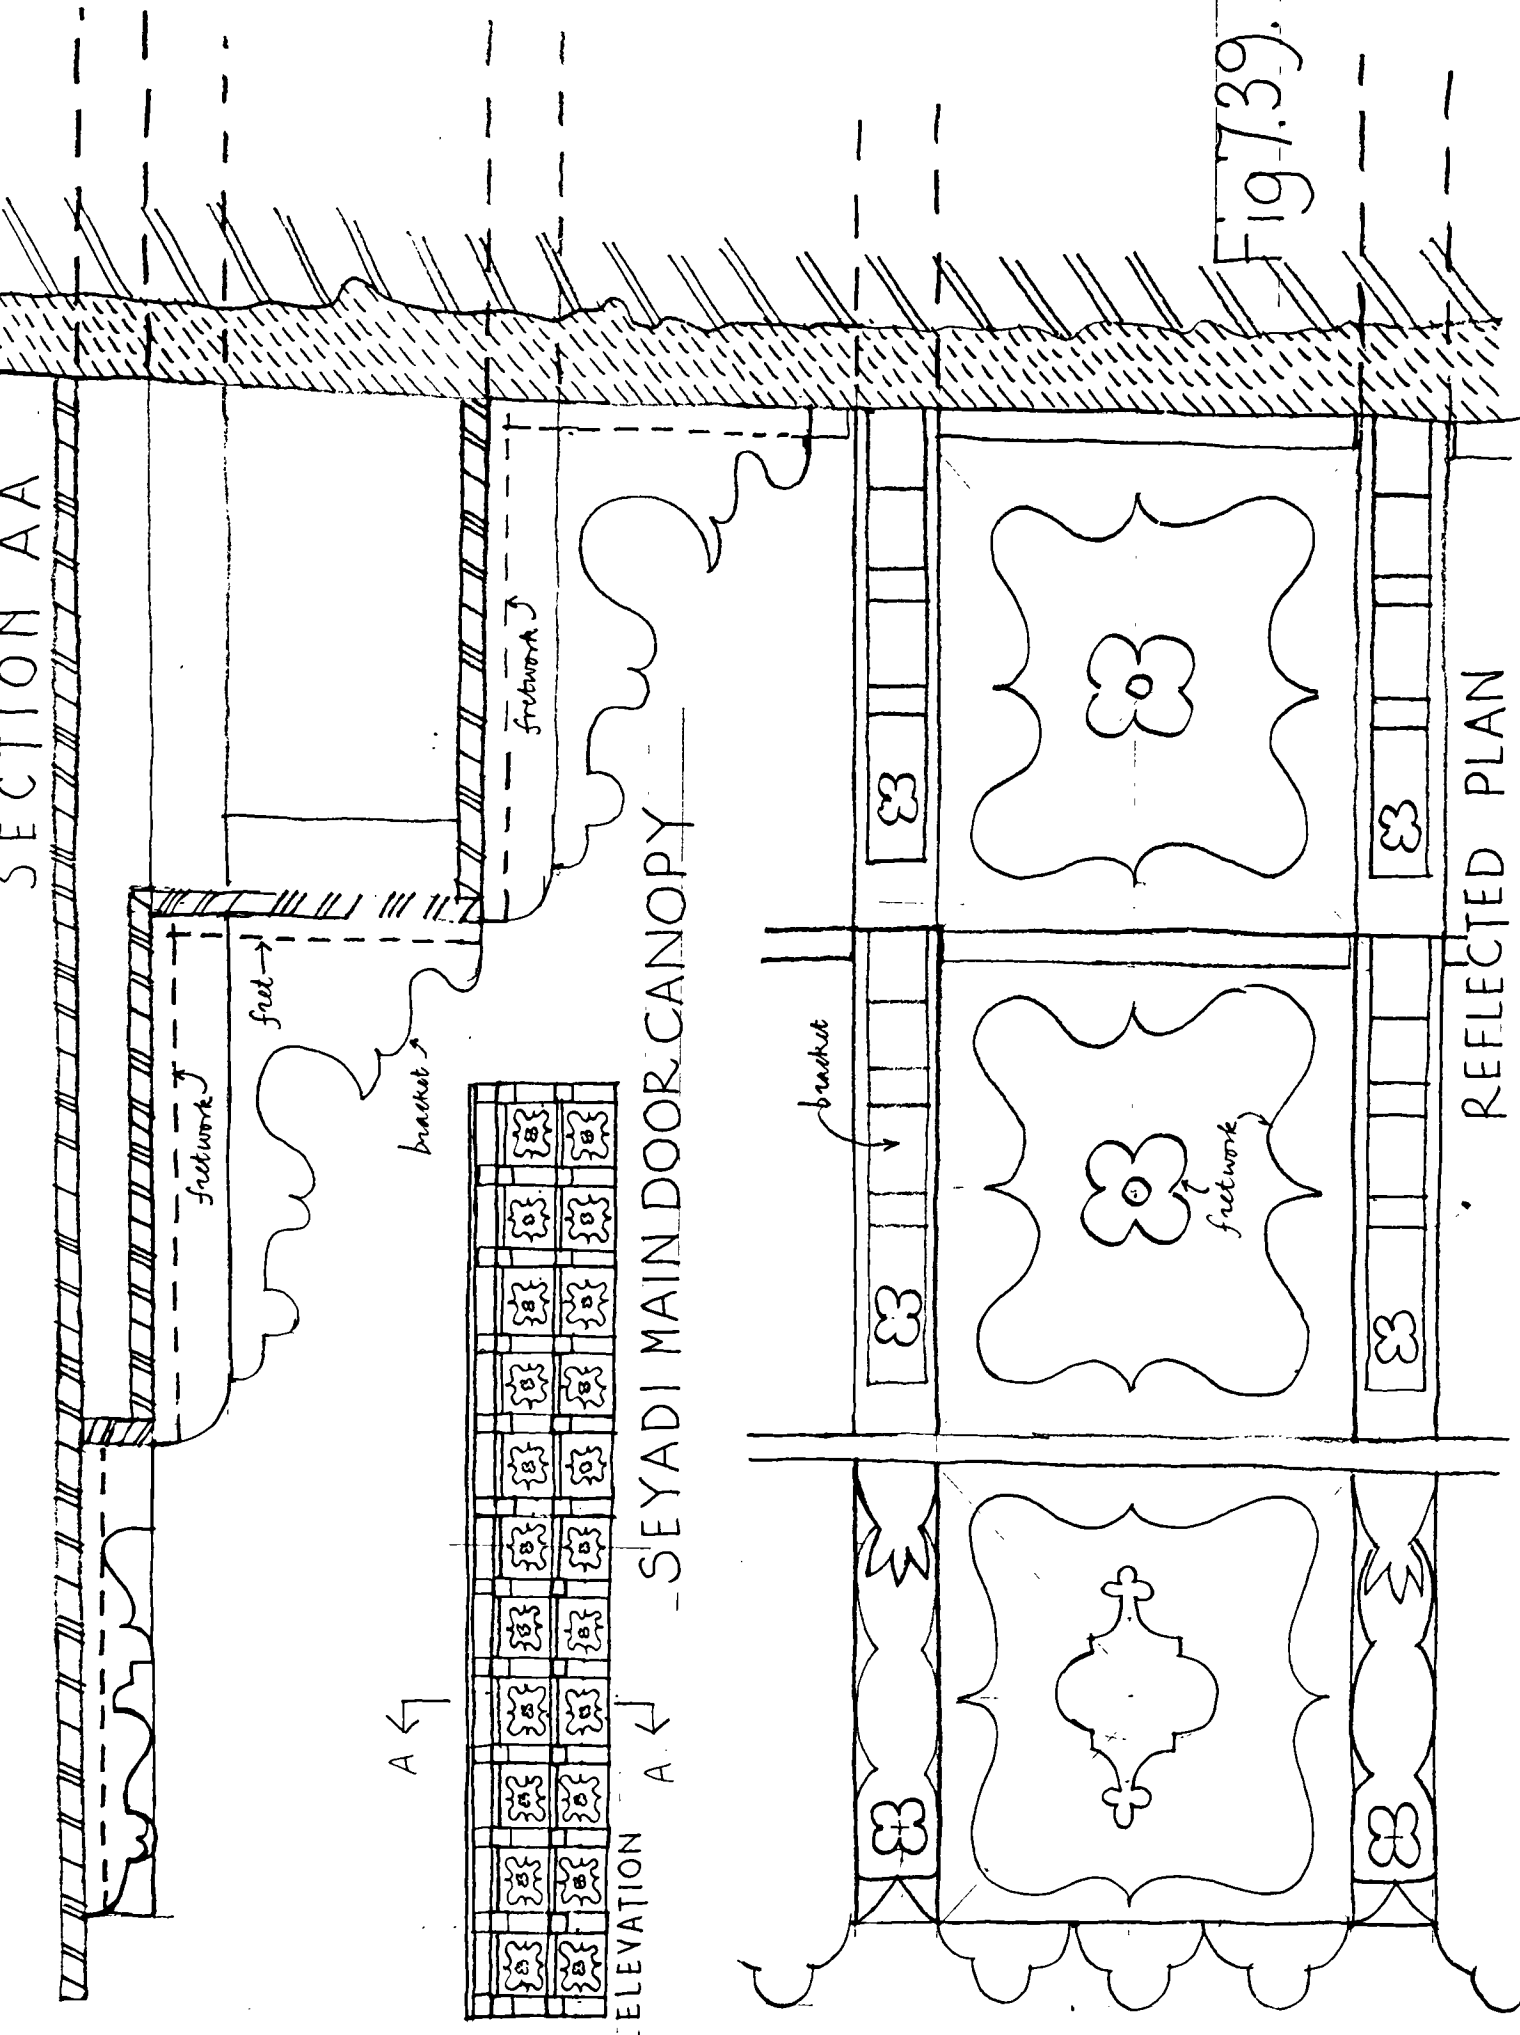 SECTION AA
fretwork
fret
bracket
fretwork
A
A
ELEVATION
SEYADI MAIN DOOR CANOPY
bracket
fretwork
REFLECTED PLAN
Fig 7.39.